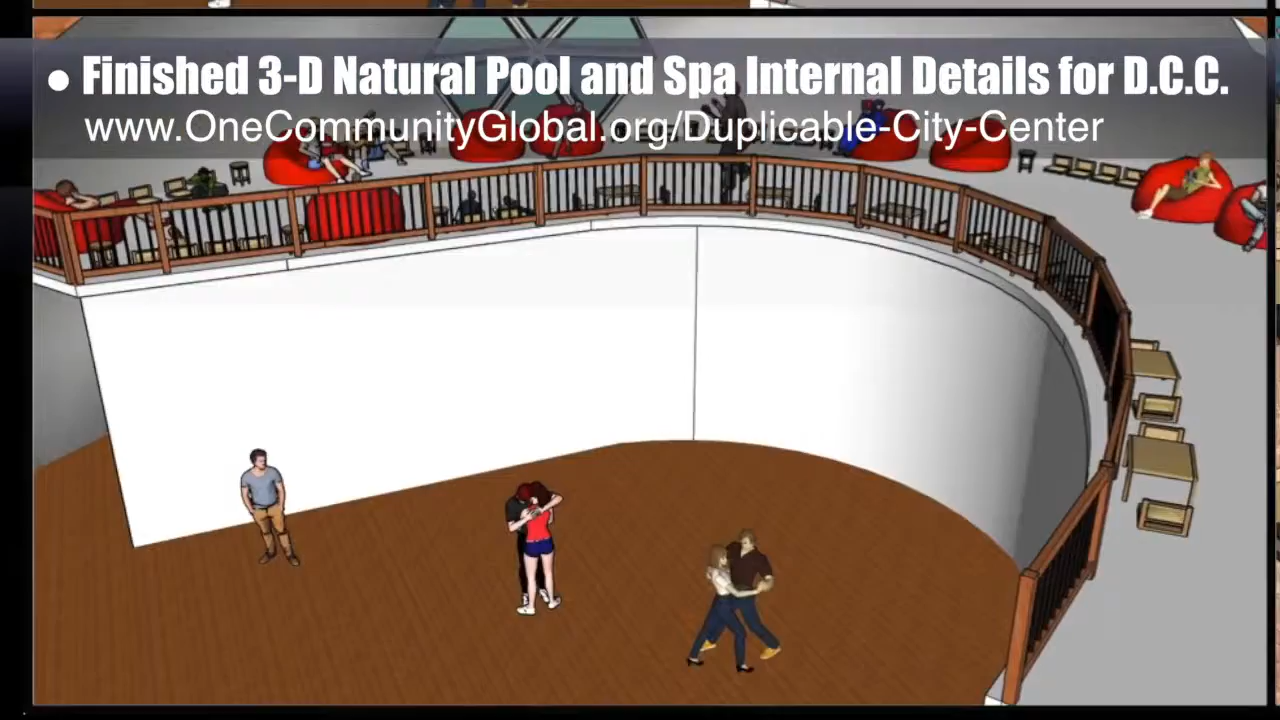 ● Finished 3-D Natural Pool and Spa Internal Details for D.C.C.
www.OneCommunityGlobal.org/Duplicable-City-Center